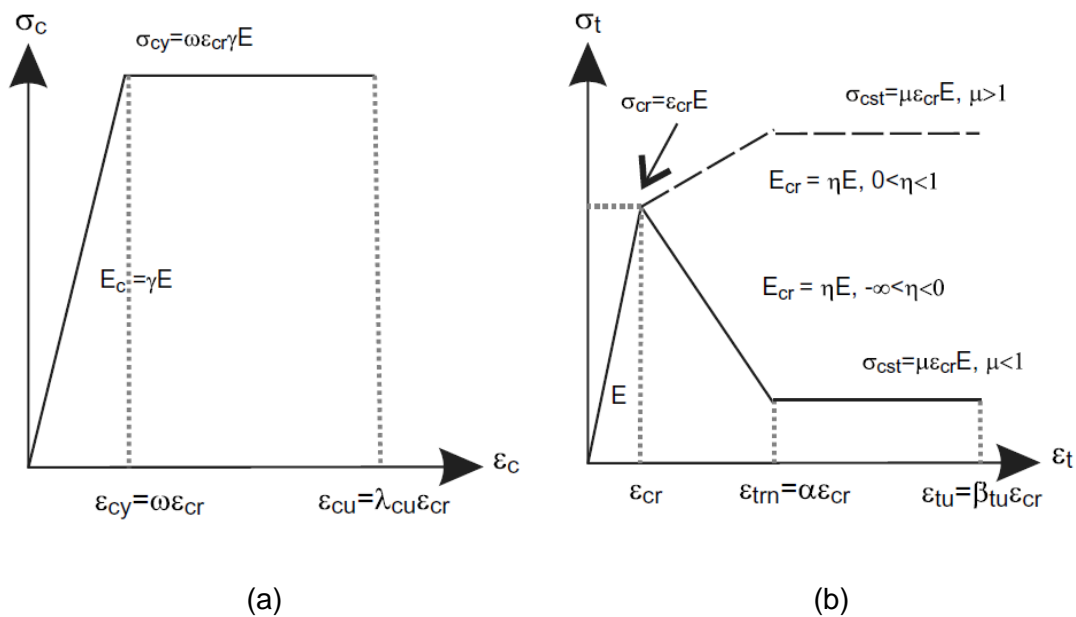 σc
σcy=ωεcrγE
Ec=γE
εc
εcy=ωεcr
εcu=λcuεcr
(a)
σt
σcr=εcrE
σcst=μεcrE, μ>1
Ecr = ηE, 0<η<1
Ecr = ηE, -∞<η<0
σcst=μεcrE, μ<1
E
εt
εcr
εtrn=αεcr
εtu=βtuεcr
(b)